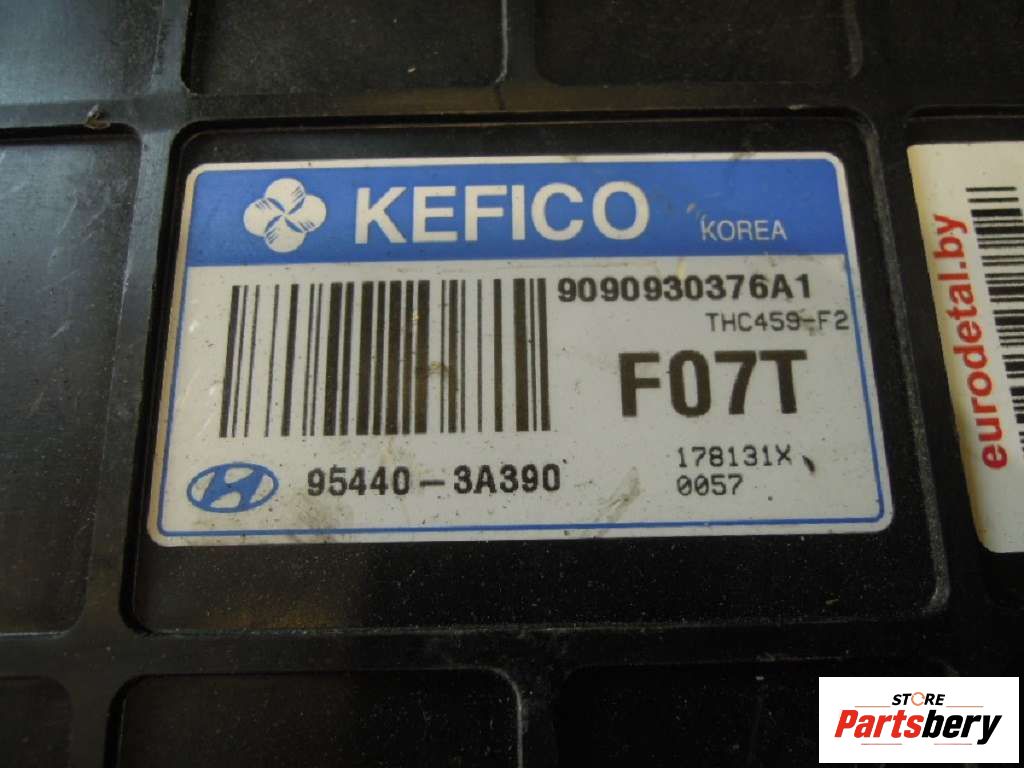 KEFICO KOREA
9090930376A1
THC459-F2
F07T
95440-3A390
178131X
0057
eurodetal.by
STORE
Partsbery